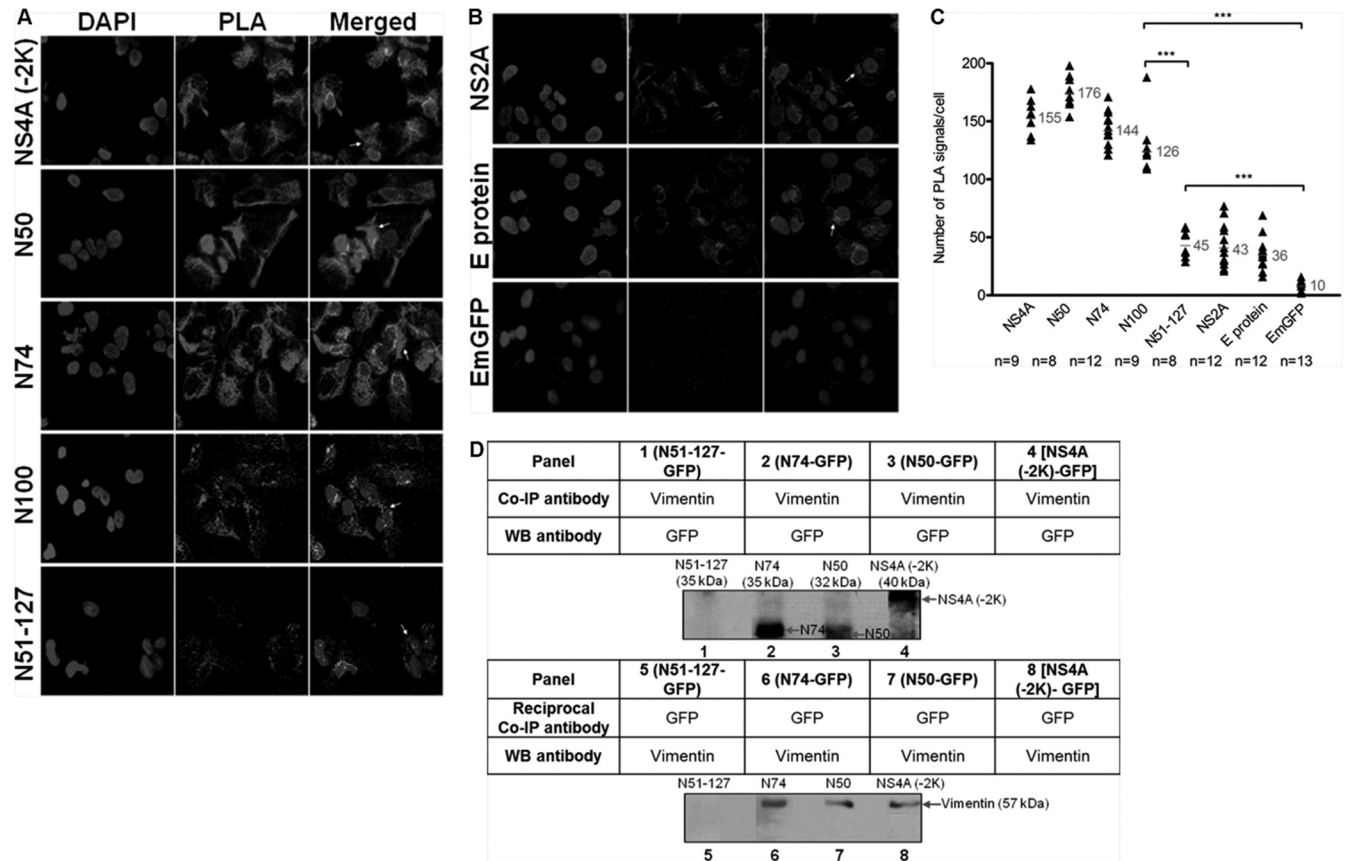 A
DAPI PLA Merged
NS4A (-2K)
N50
N74
N100
N51-127
B
NS2A
E protein
EmGFP
C
***
***
***
Number of PLA signals/cell
200
150
100
50
0
155
176
144
126
45
43
36
10
NS4A N50 N74 N100 N51-127 NS2A E protein EmGFP
n=9 n=8 n=12 n=9 n=8 n=12 n=12 n=13
D
Panel 1 (N51-127-GFP) 2 (N74-GFP) 3 (N50-GFP) 4 [NS4A (-2K)-GFP]
Co-IP antibody Vimentin Vimentin Vimentin Vimentin
WB antibody GFP GFP GFP GFP
N51-127 N74 N50 NS4A (-2K)
(35 kDa) (35 kDa) (32 kDa) (40 kDa)
NS4A (-2K)
N74 N50
1 2 3 4
Panel 5 (N51-127-GFP) 6 (N74-GFP) 7 (N50-GFP) 8 [NS4A (-2K)- GFP]
Reciprocal Co-IP antibody GFP GFP GFP GFP
WB antibody Vimentin Vimentin Vimentin Vimentin
N51-127 N74 N50 NS4A (-2K)
Vimentin (57 kDa)
5 6 7 8